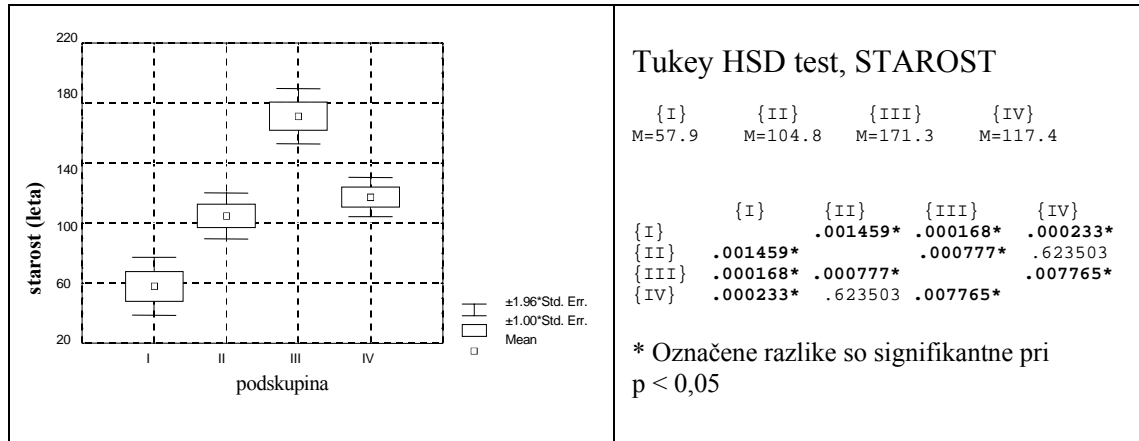 220
180
140
100
60
20
starost (leta)
I II III IV
podskupina
±1.96*Std. Err.
±1.00*Std. Err.
Mean
Tukey HSD test, STAROST
{I} {II} {III} {IV}
M=57.9 M=104.8 M=171.3 M=117.4
{I} {II} {III} {IV}
{I} .001459* .000168* .000233*
{II} .001459* .000777* .623503
{III} .000168* .000777* .007765*
{IV} .000233* .623503 .007765*
* Označene razlike so signifikantne pri
p < 0,05